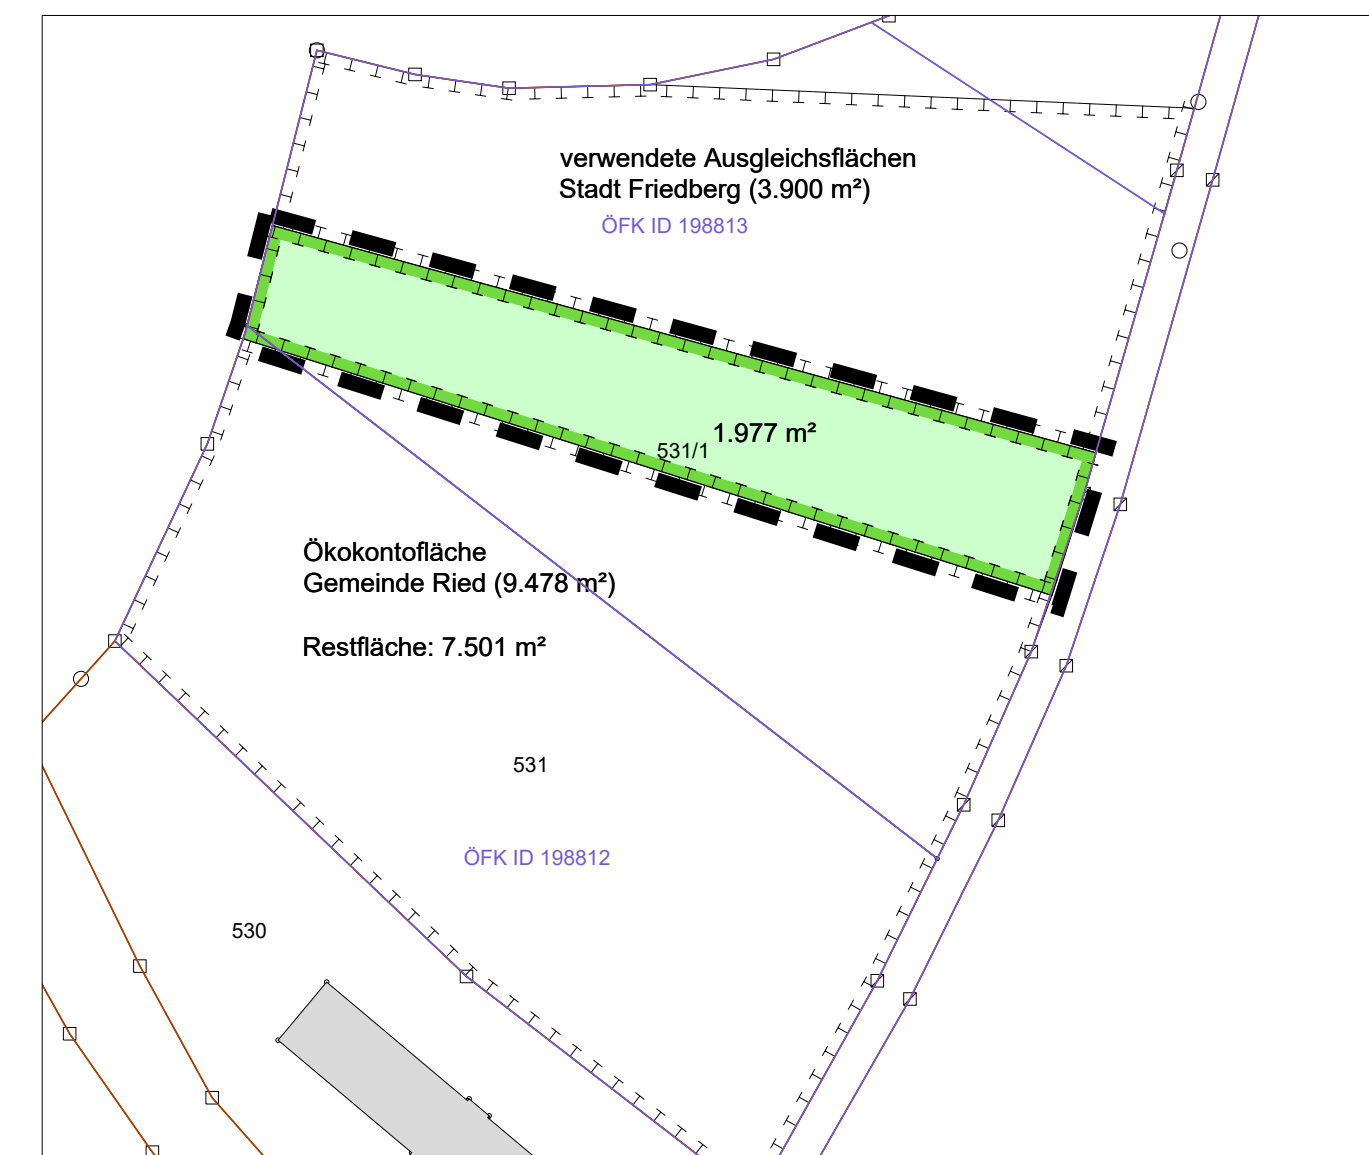 verwendete Ausgleichsflächen
Stadt Friedberg (3.900 m²)
ÖFK ID 198813
1.977 m²
531/1
Ökokontofläche
Gemeinde Ried (9.478 m²)
Restfläche: 7.501 m²
531
ÖFK ID 198812
530